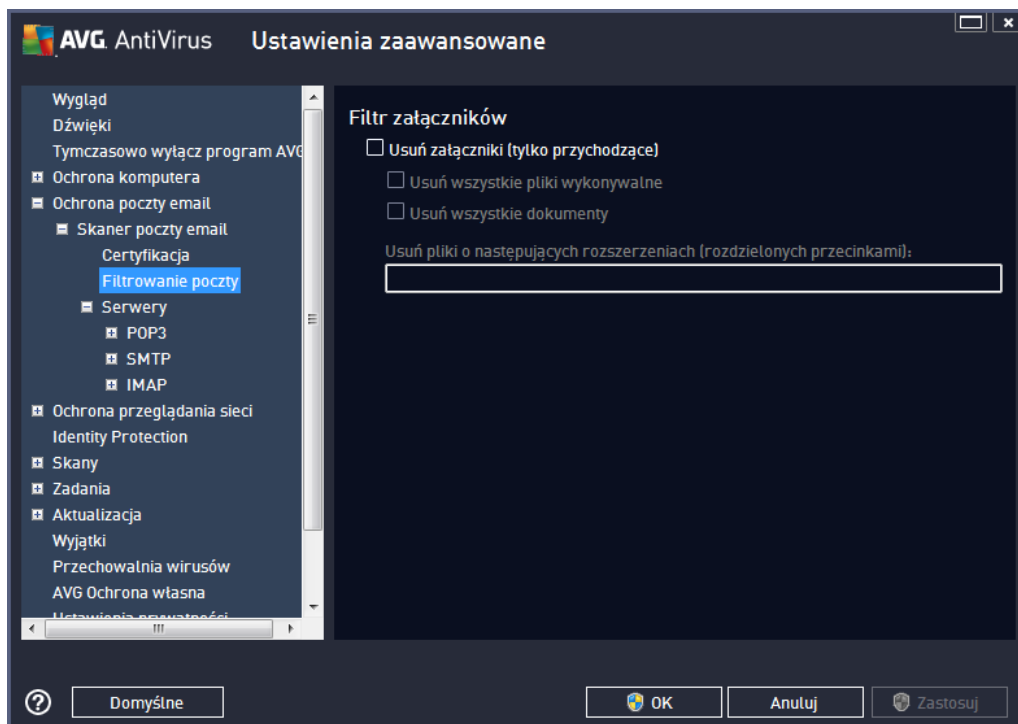 AVG. AntiVirus Ustawienia zaawansowane
Wygląd
Dźwięki
Tymczasowo wyłącz program AVG
Ochrona komputera
Ochrona poczty email
Skaner poczty email
Certyfikacja
Filtrowanie poczty
Serwery
POP3
SMTP
IMAP
Ochrona przeglądania sieci
Identity Protection
Skany
Zadania
Aktualizacja
Wyjątki
Przechowalnia wirusów
AVG Ochrona własna
Ustawienia prywatności
Filtr załączników
Usuń załączniki (tylko przychodzące)
Usuń wszystkie pliki wykonywalne
Usuń wszystkie dokumenty
Usuń pliki o następujących rozszerzeniach (rozdzielonych przecinkami):
Domyślne
OK
Anuluj
Zastosuj